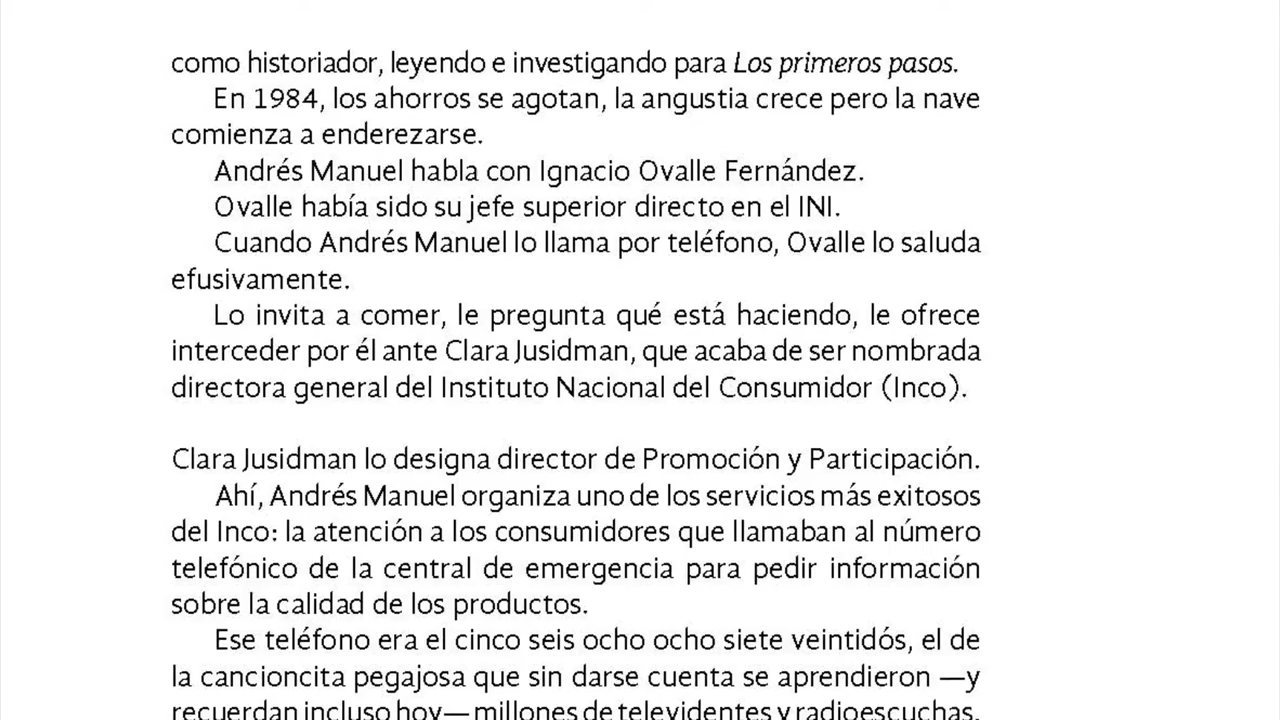 como historiador, leyendo e investigando para Los primeros pasos.
En 1984, los ahorros se agotan, la angustia crece pero la nave
comienza a enderezarse.
Andrés Manuel habla con Ignacio Ovalle Fernández.
Ovalle había sido su jefe superior directo en el INI.
Cuando Andrés Manuel lo llama por teléfono, Ovalle lo saluda
efusivamente.
Lo invita a comer, le pregunta qué está haciendo, le ofrece
interceder por él ante Clara Jusidman, que acaba de ser nombrada
directora general del Instituto Nacional del Consumidor (Inco).
Clara Jusidman lo designa director de Promoción y Participación.
Ahí, Andrés Manuel organiza uno de los servicios más exitosos
del Inco: la atención a los consumidores que llamaban al número
telefónico de la central de emergencia para pedir información
sobre la calidad de los productos.
Ese teléfono era el cinco seis ocho ocho siete veintidós, el de
la cancioncita pegajosa que sin darse cuenta se aprendieron —y
recuerdan incluso hoy— millones de televidentes y radioescuchas.